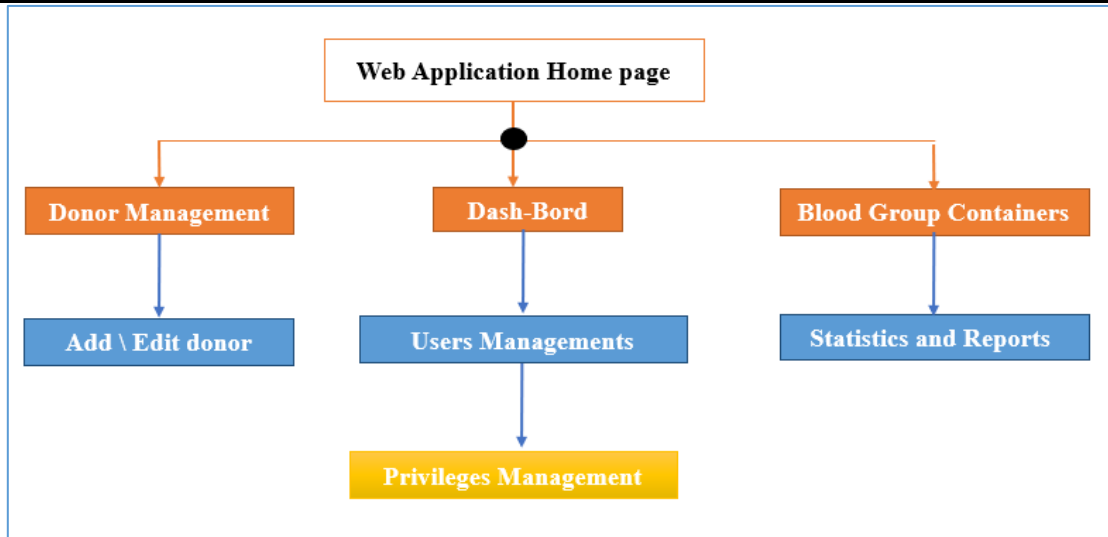 Web Application Home page
Donor Management
Dash-Bord
Blood Group Containers
Add \ Edit donor
Users Managements
Statistics and Reports
Privileges Management